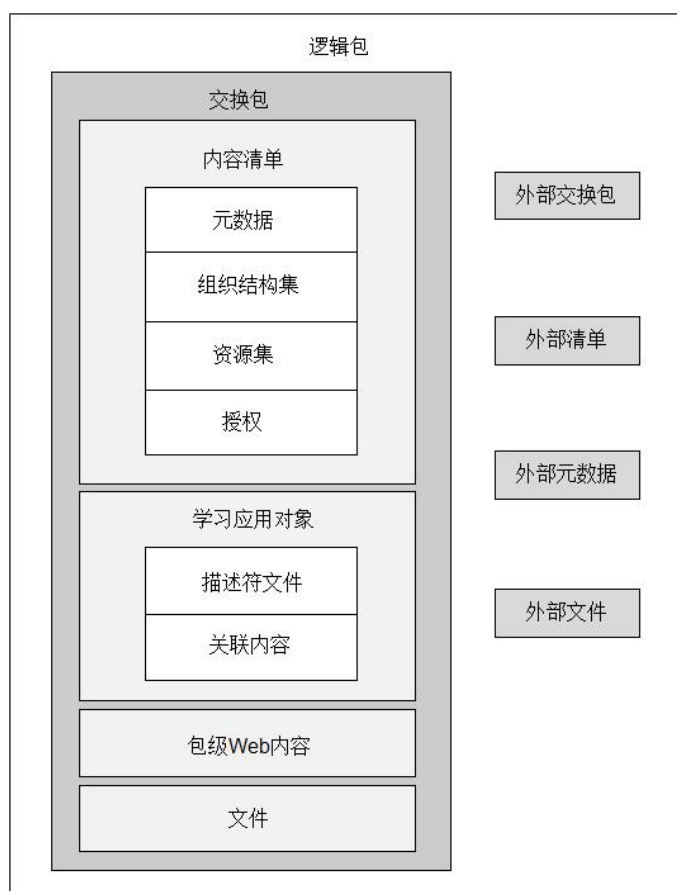 逻辑包
交换包
内容清单
元数据
组织结构集
资源集
授权
学习应用对象
描述符文件
关联内容
包级Web内容
文件
外部交换包
外部清单
外部元数据
外部文件